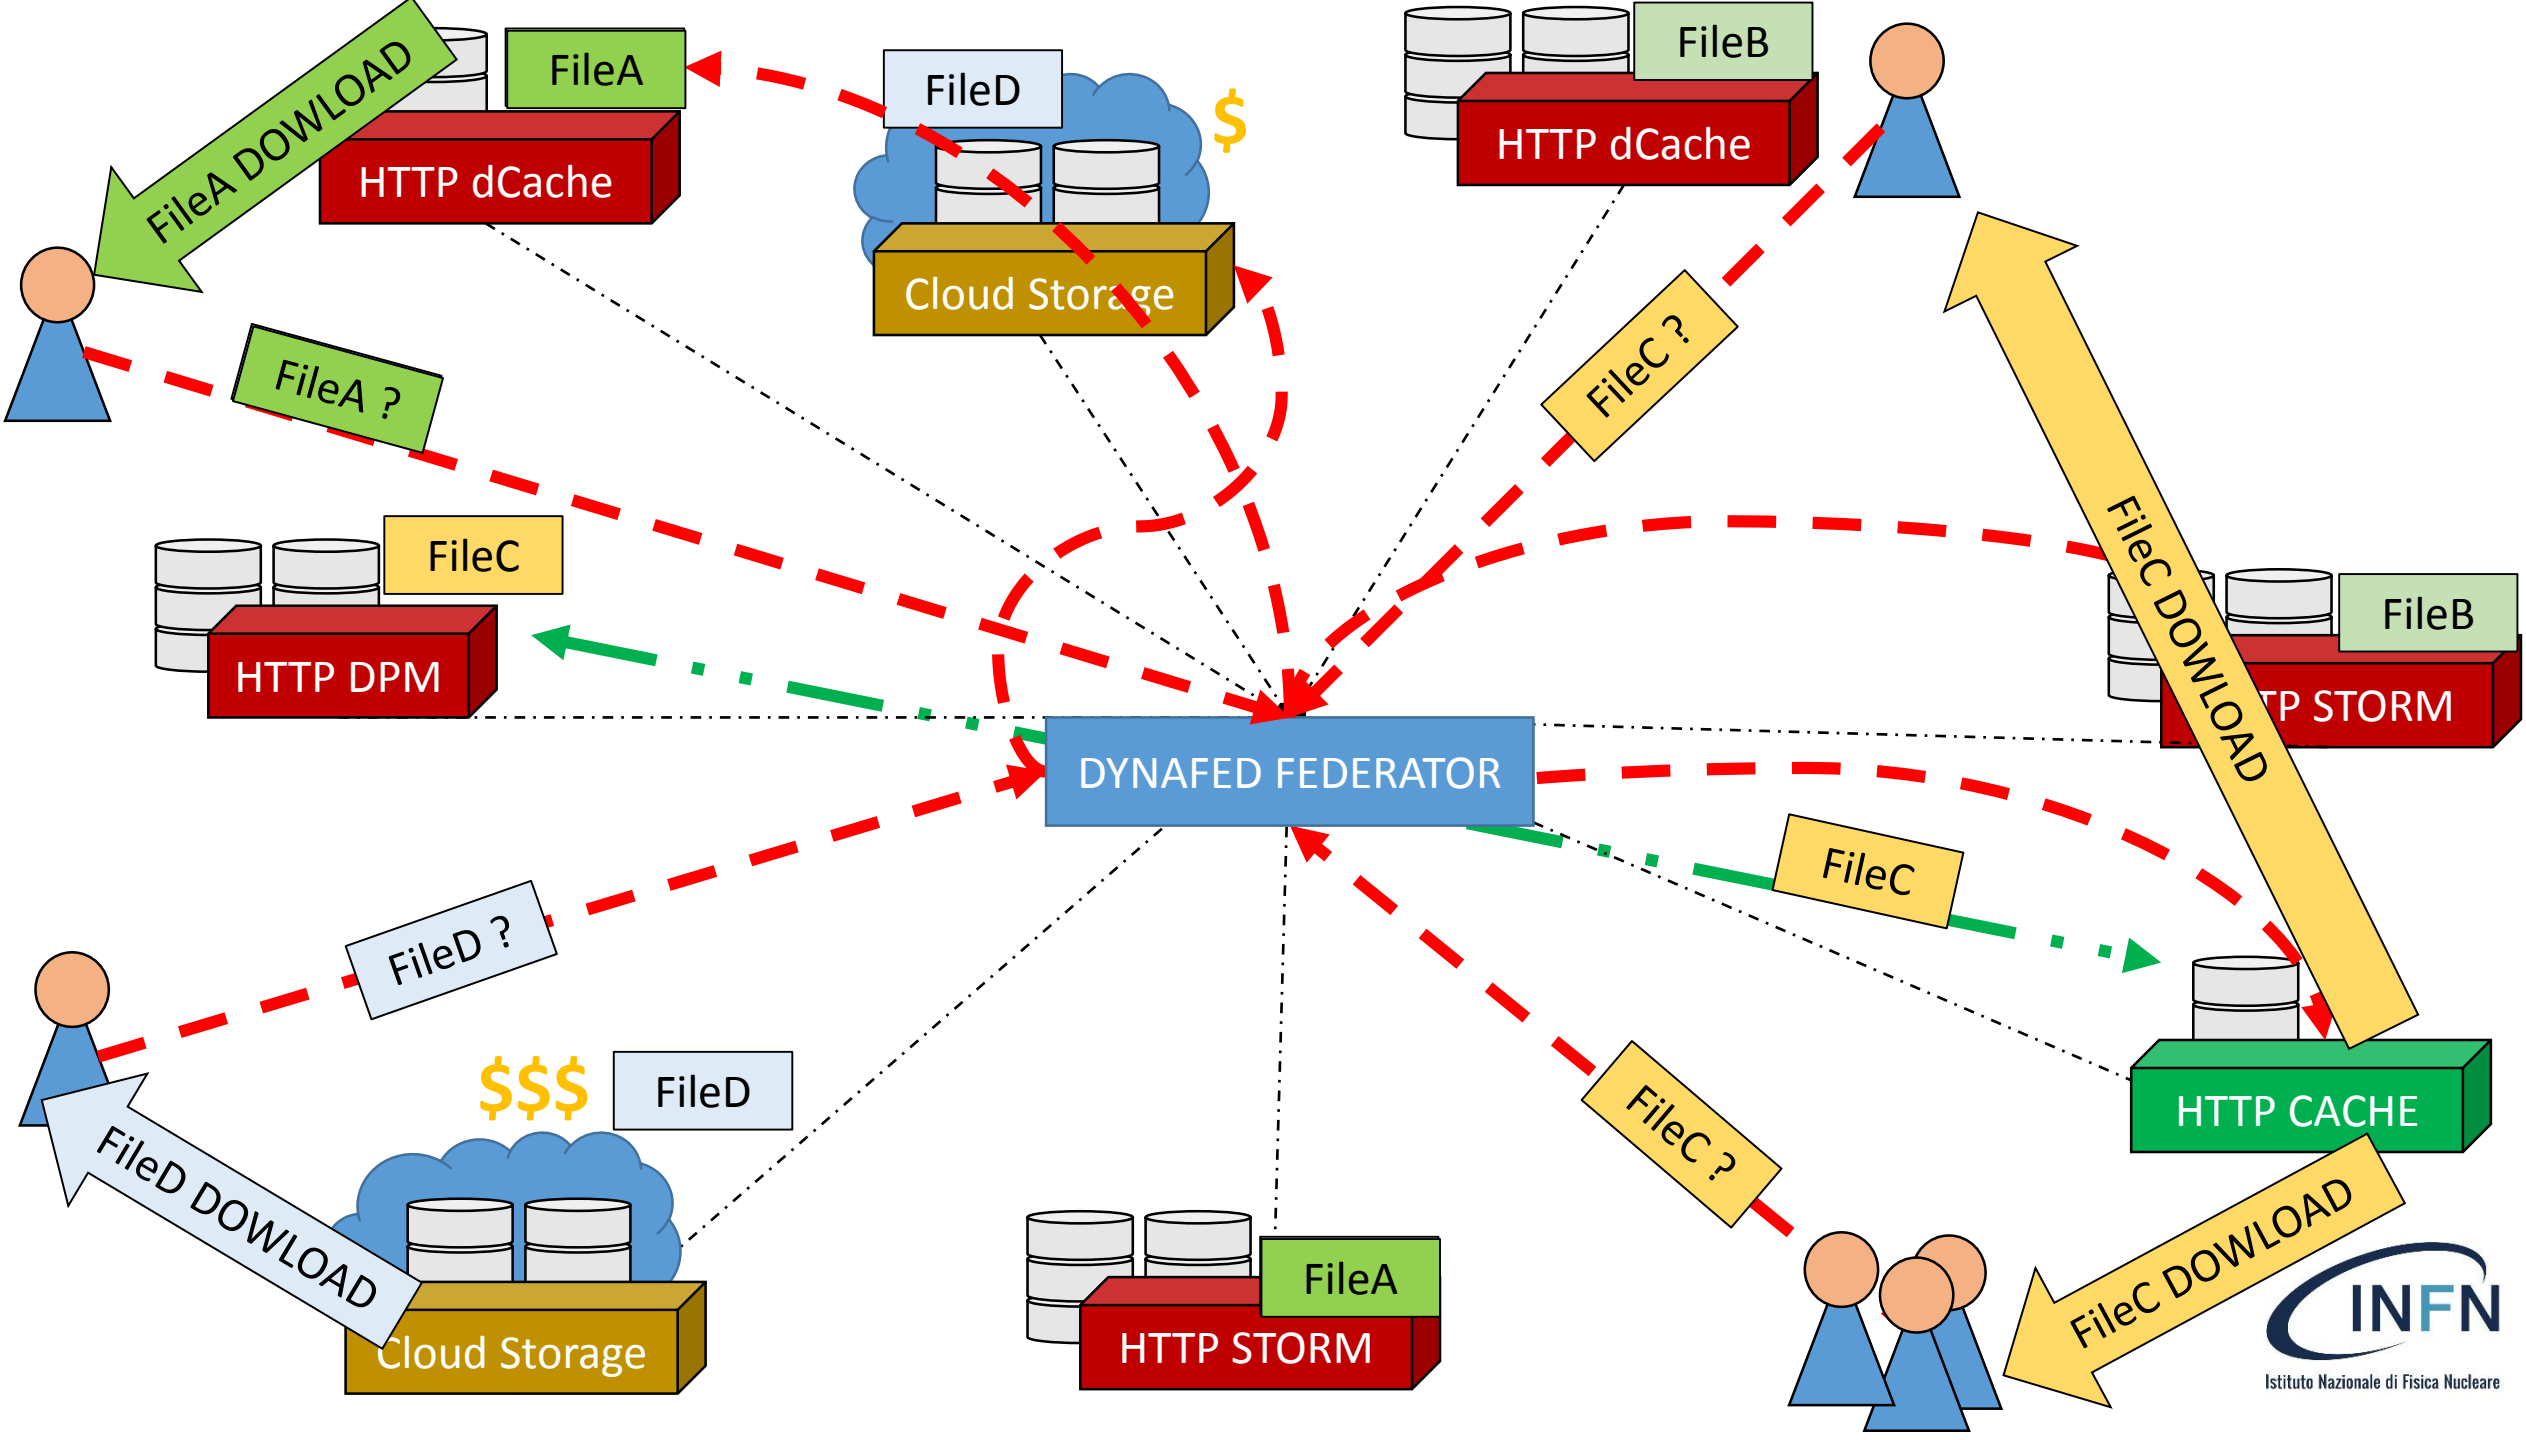 FileA DOWLOAD
FileA
HTTP dCache
FileD
$
Cloud Storage
FileB
HTTP dCache
FileA ?
FileC ?
FileC
HTTP DPM
FileC DOWLOAD
FileB
TP STORM
DYNAFED FEDERATOR
FileC
FileD ?
$$$
FileD
FileD DOWLOAD
Cloud Storage
FileC ?
HTTP CACHE
FileA
HTTP STORM
FileC DOWLOAD
INFN
Istituto Nazionale di Fisica Nucleare